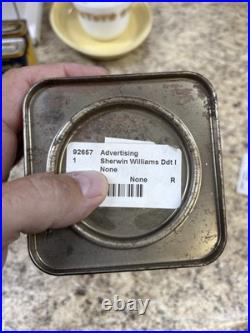 92657 Advertising
1 Sherwin Williams Ddt I
None
None R